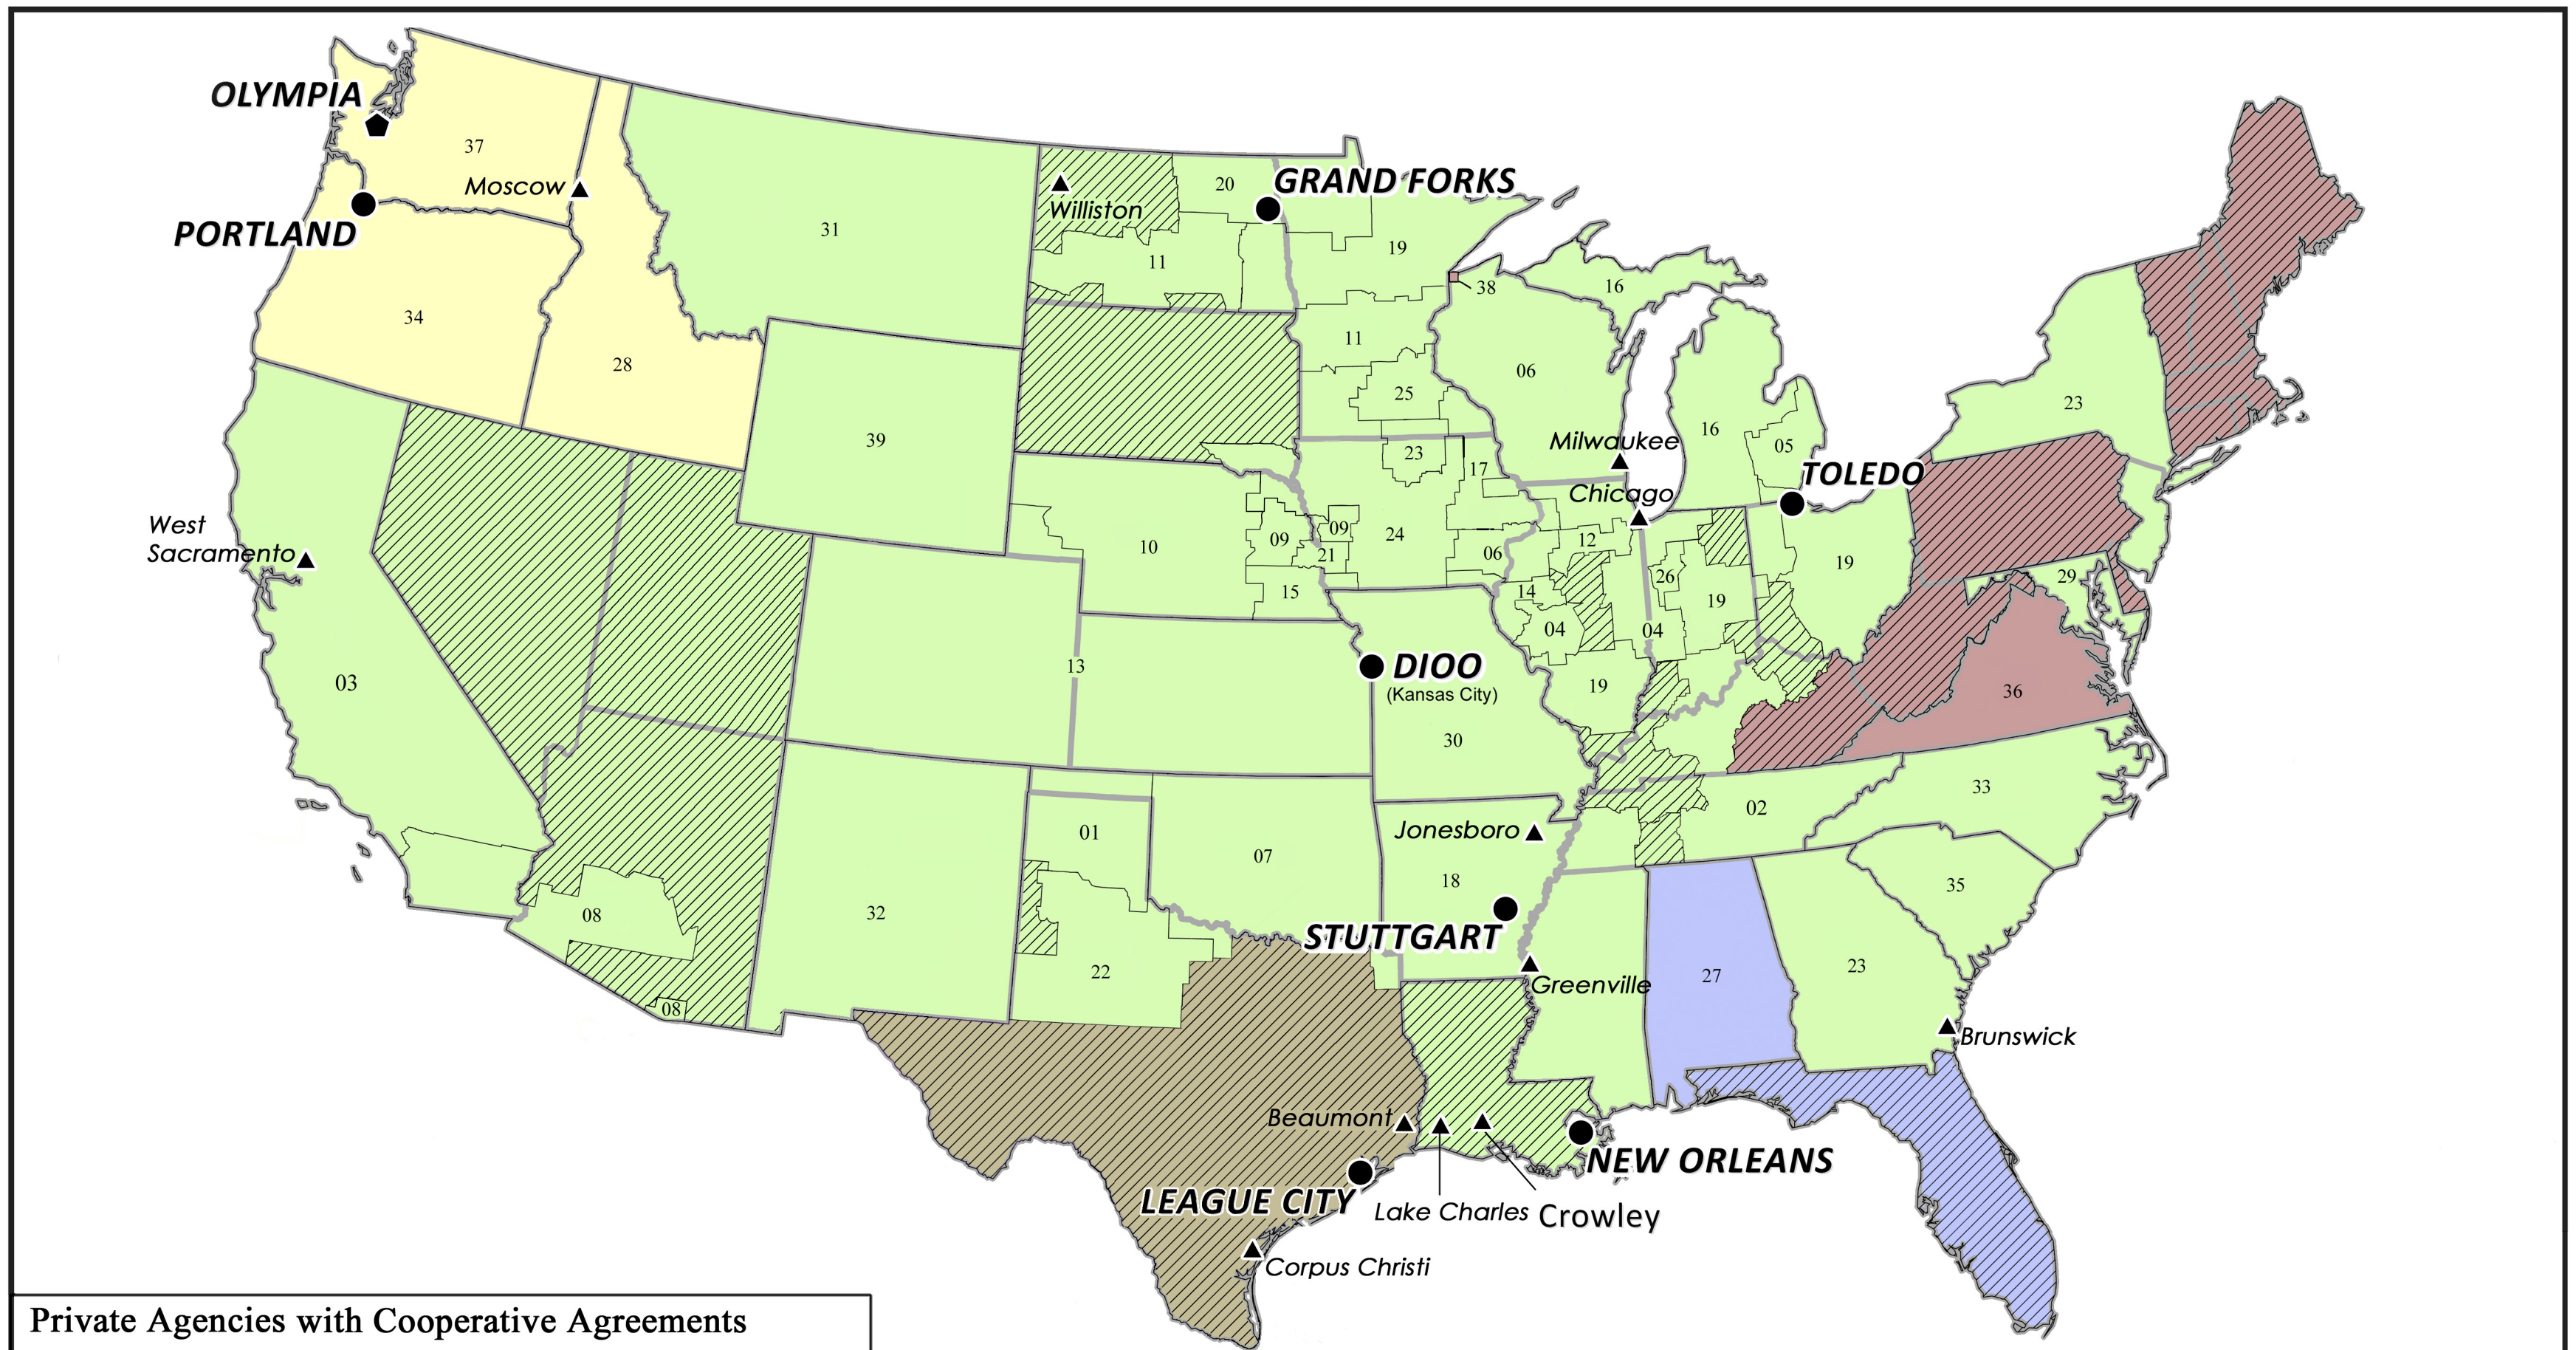 OLYMPIA
37
Moscow
PORTLAND
34
28
31
Williston
20
GRAND FORKS
11
19
38
16
11
25
06
39
16
05
TOLEDO
23
Milwaukee
Chicago
23
17
West
Sacramento
10
09
09
21
24
06
12
15
14
04
26
04
19
19
29
03
13
DIOO
(Kansas City)
19
36
30
33
02
01
07
Jonesboro
18
35
08
32
STUTTGART
22
Greenville
27
23
08
Brunswick
Beaumont
NEW ORLEANS
LEAGUE CITY
Lake Charles
Crowley
Corpus Christi
Private Agencies with Cooperative Agreements